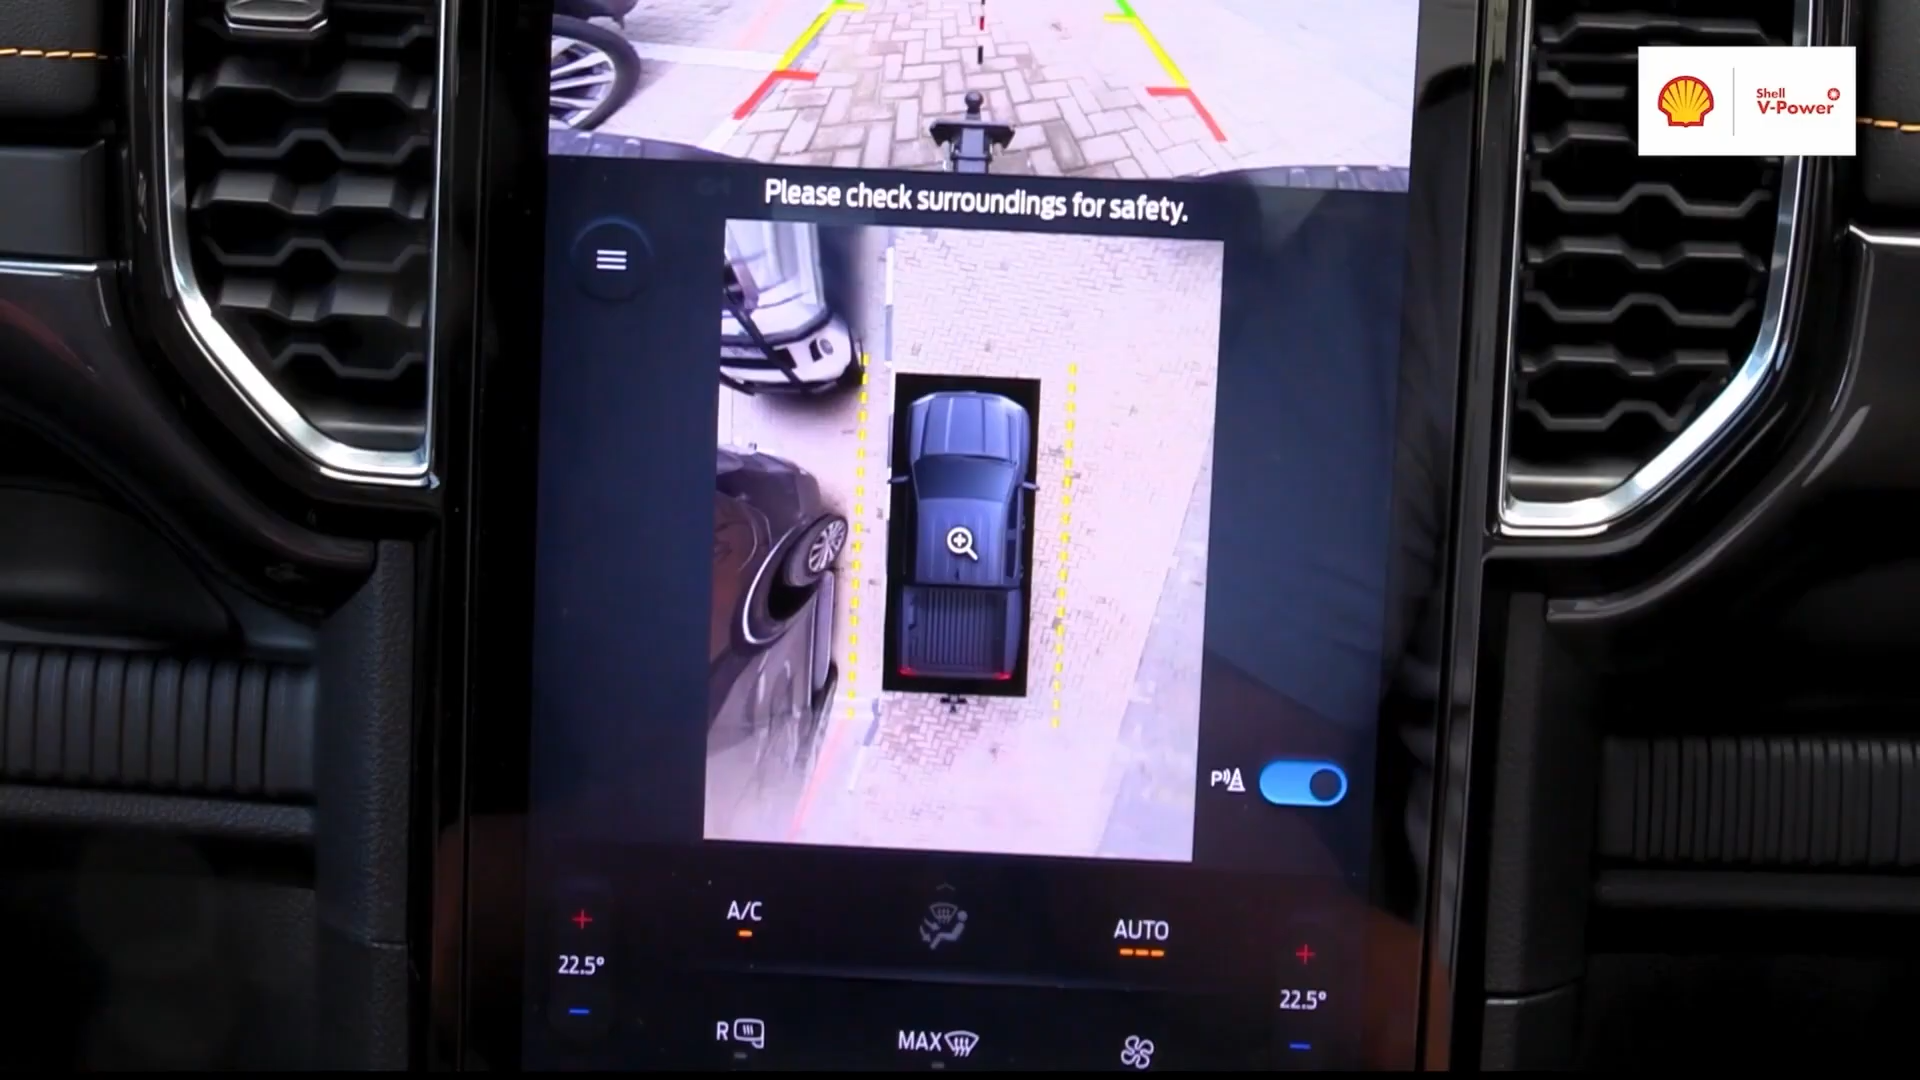 Shell
V-Power
Please check surroundings for safety.
P
A/C
AUTO
22.5°
22.5°
R
MAX